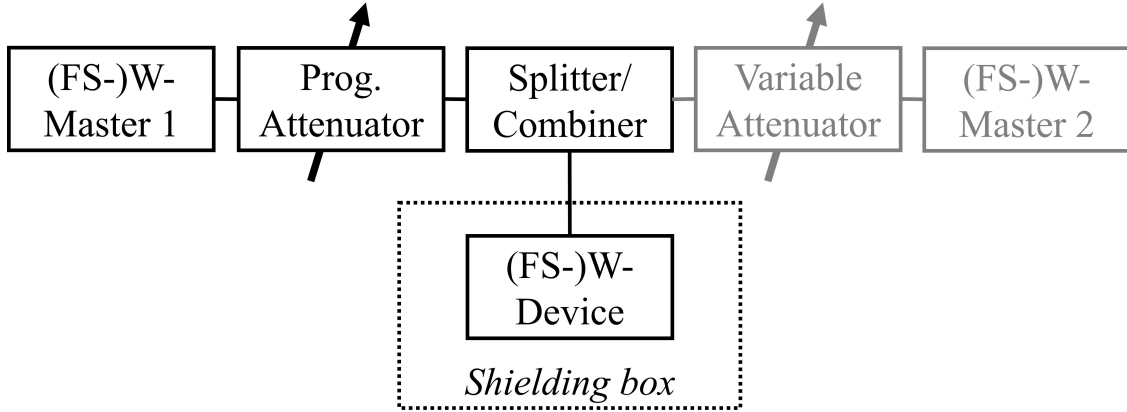 (FS-)W-
Master 1
Prog.
Attenuator
Splitter/
Combiner
Variable
Attenuator
(FS-)W-
Master 2
(FS-)W-
Device
Shielding box